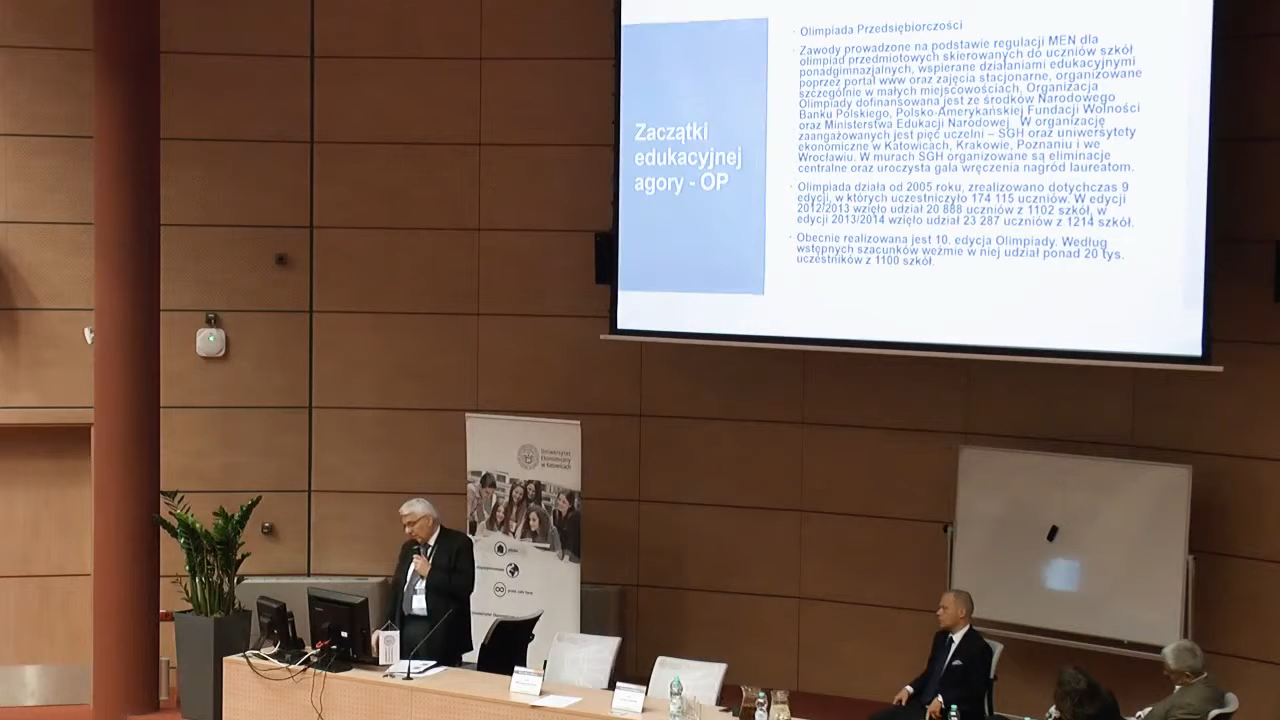 Zaczątki
edukacyjnej
agory - OP
Olimpiada Przedsiębiorczości
Zawody prowadzone na podstawie regulacji MEN dla
olimpiad przedmiotowych skierowanych do uczniów szkół
ponadgimnazjalnych, wspierane działaniami edukacyjnymi
poprzez portal www oraz zajęcia stacjonarne, organizowane
szczególnie w małych miejscowościach, Organizacja
Olimpiady dofinansowana jest ze środków Narodowego
Banku Polskiego, Polsko-Amerykańskiej Fundacji Wolności
oraz Ministerstwa Edukacji Narodowej. W organizację
zaangażowanych jest pięć uczelni – SGH oraz uniwersytety
ekonomiczne w Katowicach, Krakowie, Poznaniu i we
Wrocławiu. W murach SGH organizowane są eliminacje
centralne oraz uroczysta gala wręczenia nagród laureatom.
Olimpiada działa od 2005 roku, zrealizowano dotychczas 9
edycji, w których uczestniczyło 174 115 uczniów. W edycji
2012/2013 wzięło udział 20 888 uczniów z 1102 szkół, w
edycji 2013/2014 wzięło udział 23 287 uczniów z 1214 szkół.
Obecnie realizowana jest 10. edycja Olimpiady. Według
wstępnych szacunków weźmie w niej udział ponad 20 tys.
uczestników z 1100 szkół.
Uniwersytet
Ekonomiczny
w Katowicach